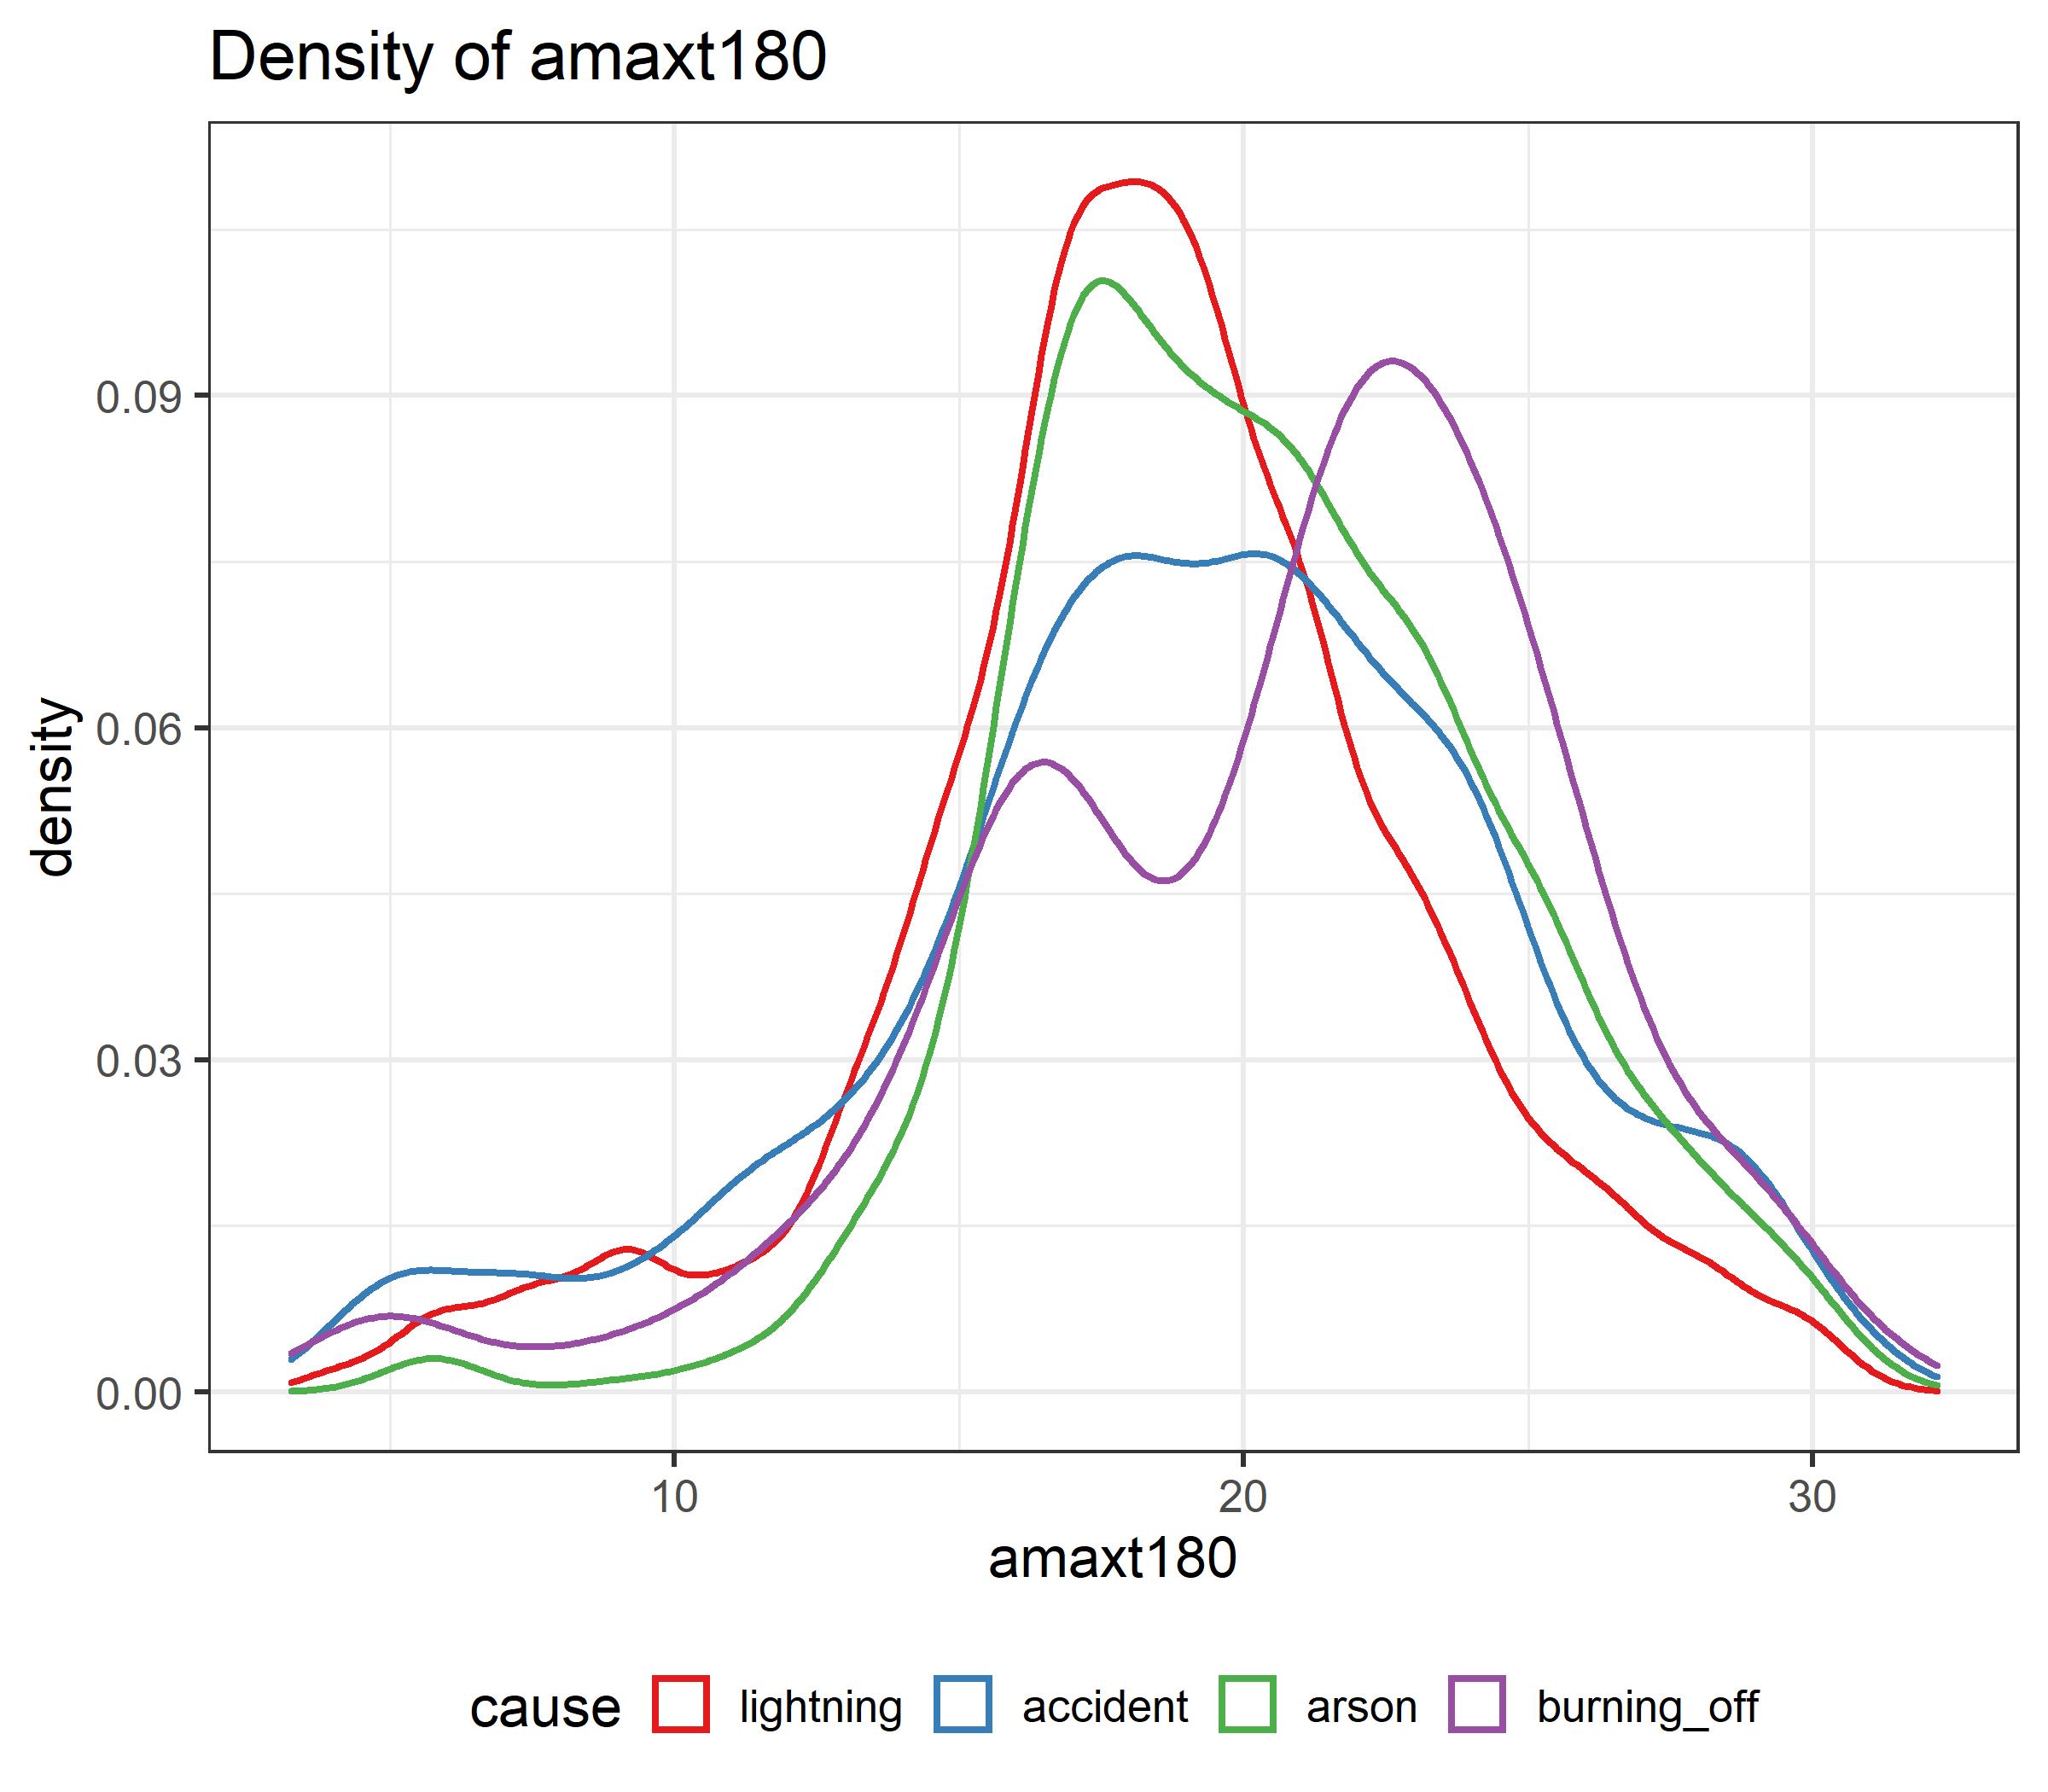 Density of amaxt180
density
0.09
0.06
0.03
0.00
10 20 30
amaxt180
cause lightning accident arson burning_off